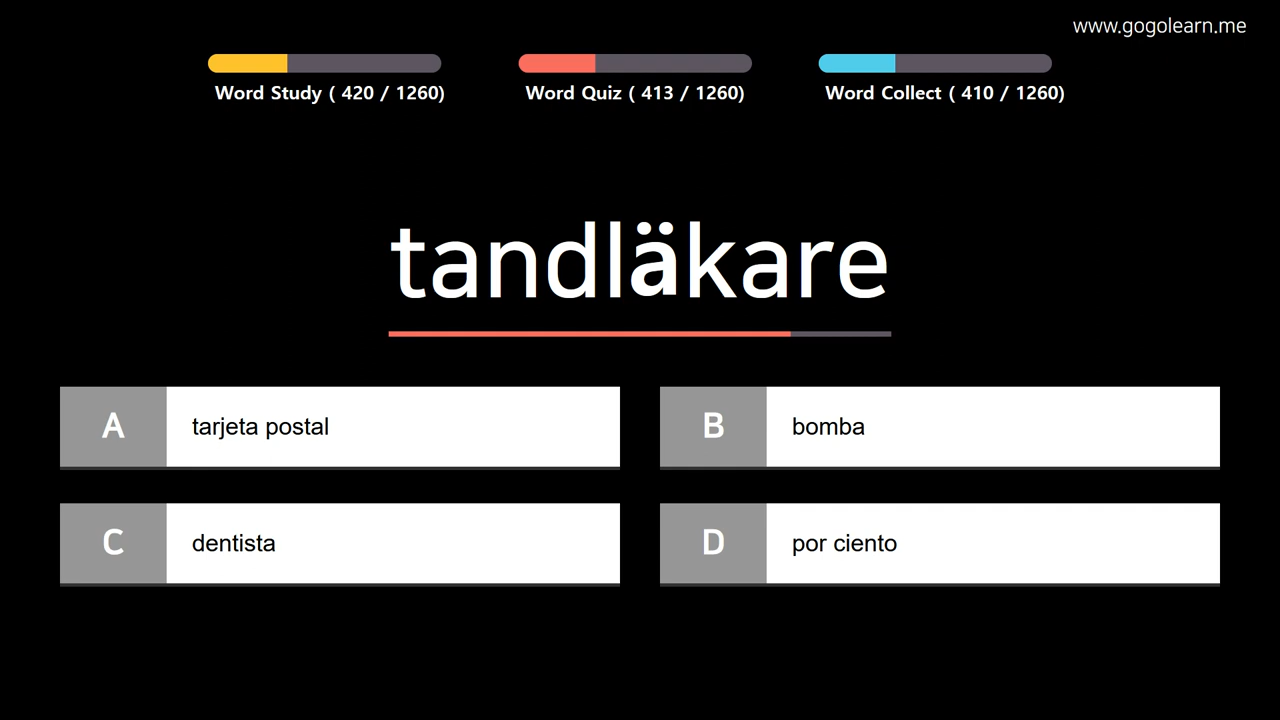 www.gogolearn.me
Word Study ( 420 / 1260)
Word Quiz ( 413 / 1260)
Word Collect ( 410 / 1260)
tandläkare
A tarjeta postal
B bomba
C dentista
D por ciento